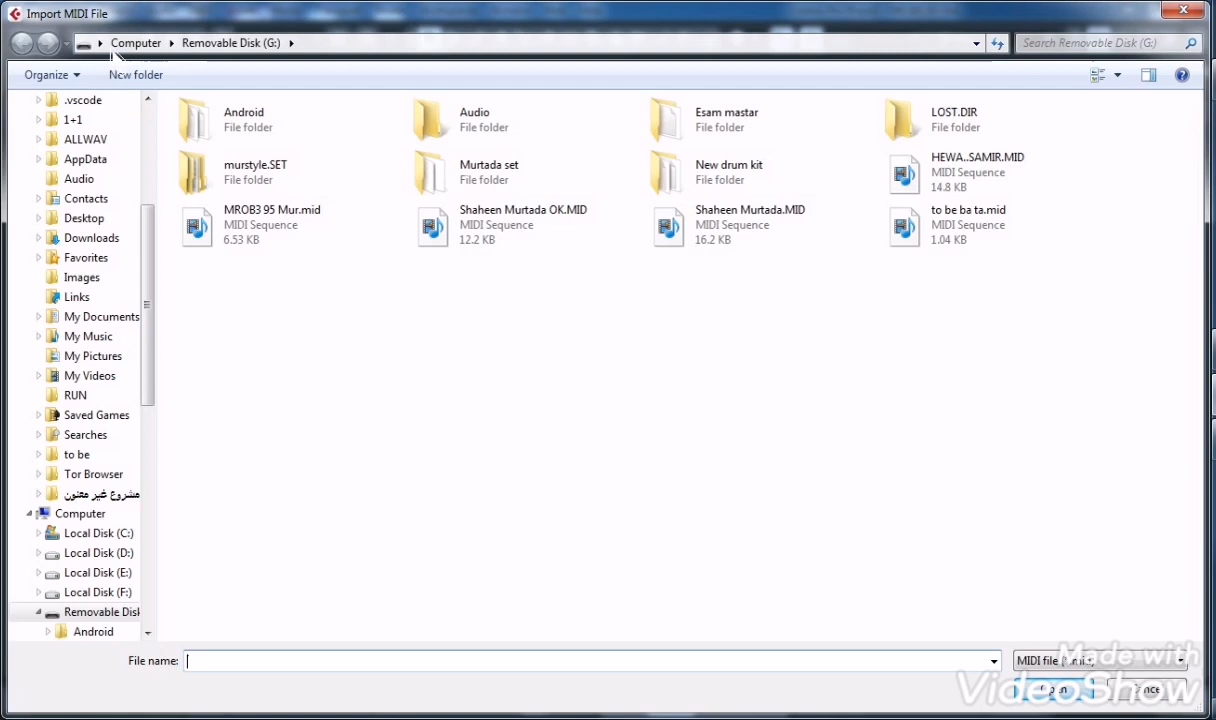 Import MIDI File
Computer
Removable Disk (G:)
Search Removable Disk (G:)
Organize
New folder
.vscode
1+1
ALLWAV
AppData
Audio
Contacts
Desktop
Downloads
Favorites
Images
Links
My Documents
My Music
My Pictures
My Videos
RUN
Saved Games
Searches
to be
Tor Browser
مشروع غير معنون
Computer
Local Disk (C:)
Local Disk (D:)
Local Disk (E:)
Local Disk (F:)
Removable Disk
Android
Android
File folder
Audio
File folder
Esam mastar
File folder
LOST.DIR
File folder
murstyle.SET
File folder
Murtada set
File folder
New drum kit
File folder
HEWA..SAMIR.MID
MIDI Sequence
14.8 KB
MROB3 95 Mur.mid
MIDI Sequence
6.53 KB
Shaheen Murtada OK.MID
MIDI Sequence
12.2 KB
Shaheen Murtada.MID
MIDI Sequence
16.2 KB
to be ba ta.mid
MIDI Sequence
1.04 KB
File name:
MIDI file (*.mid)
Open
Cancel
Made with
VideoShow